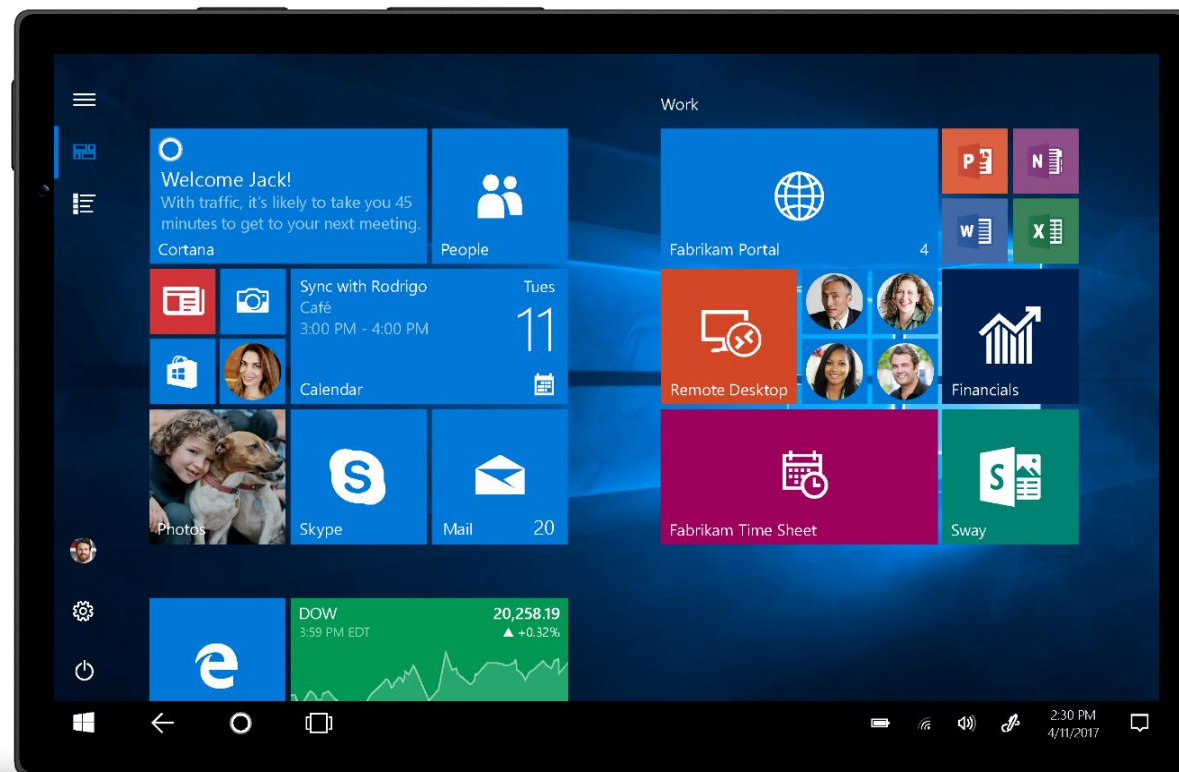 Work
Welcome Jack!
With traffic, it's likely to take you 45
minutes to get to your next meeting.
Cortana
People
Fabrikam Portal
4
P
N
W
X
Sync with Rodrigo
Café
3:00 PM - 4:00 PM
Tues
11
Calendar
Remote Desktop
Financials
Photos
S
Skype
Mail
20
Fabrikam Time Sheet
S
Sway
DOW
3:59 PM EDT
20,258.19
▲ +0.32%
2:30 PM
4/11/2017